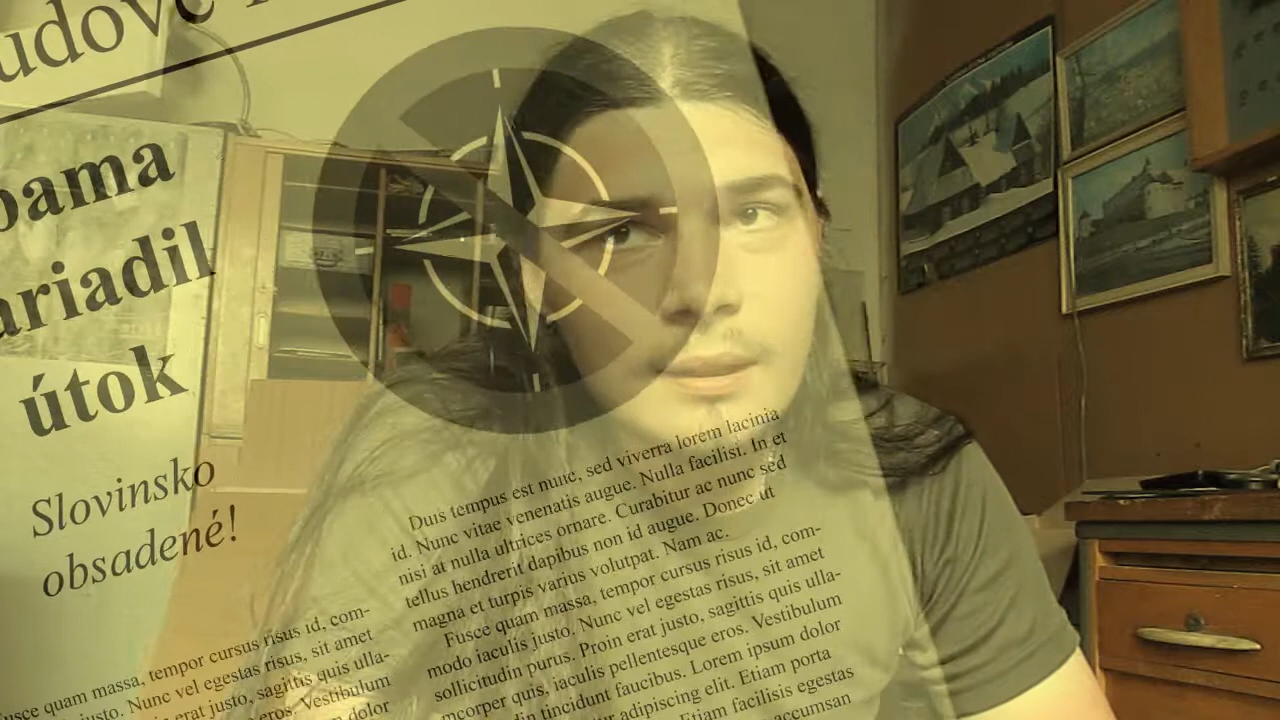 udové
bama
ariadil
útok
Slovinsko
obsadené!
quam massa, tempor cursus risus id, com-
justo. Nunc vel egestas risus, sit amet
erat justo, sagittis quis ulla-
eros. Vestibulum
dolor
Duis tempus est nunc, sed viverra lorem lacinia
id. Nunc vitae venenatis augue. Nulla facilisi. In et
nisi at nulla ultrices ornare. Curabitur ac nunc sed
tellus hendrerit dapibus non id augue. Donec ut
magna et turpis varius volutpat. Nam ac.
Fusce quam massa, tempor cursus risus id, com-
modo iaculis justo. Nunc vel egestas risus, sit amet
sollicitudin purus. Proin erat justo, sagittis quis ulla-
mcorper quis, iaculis pellentesque eros. Vestibulum
din tincidunt faucibus. Lorem ipsum dolor
adipiscing elit. Etiam porta
Etiam facilisis egestas
accumsan